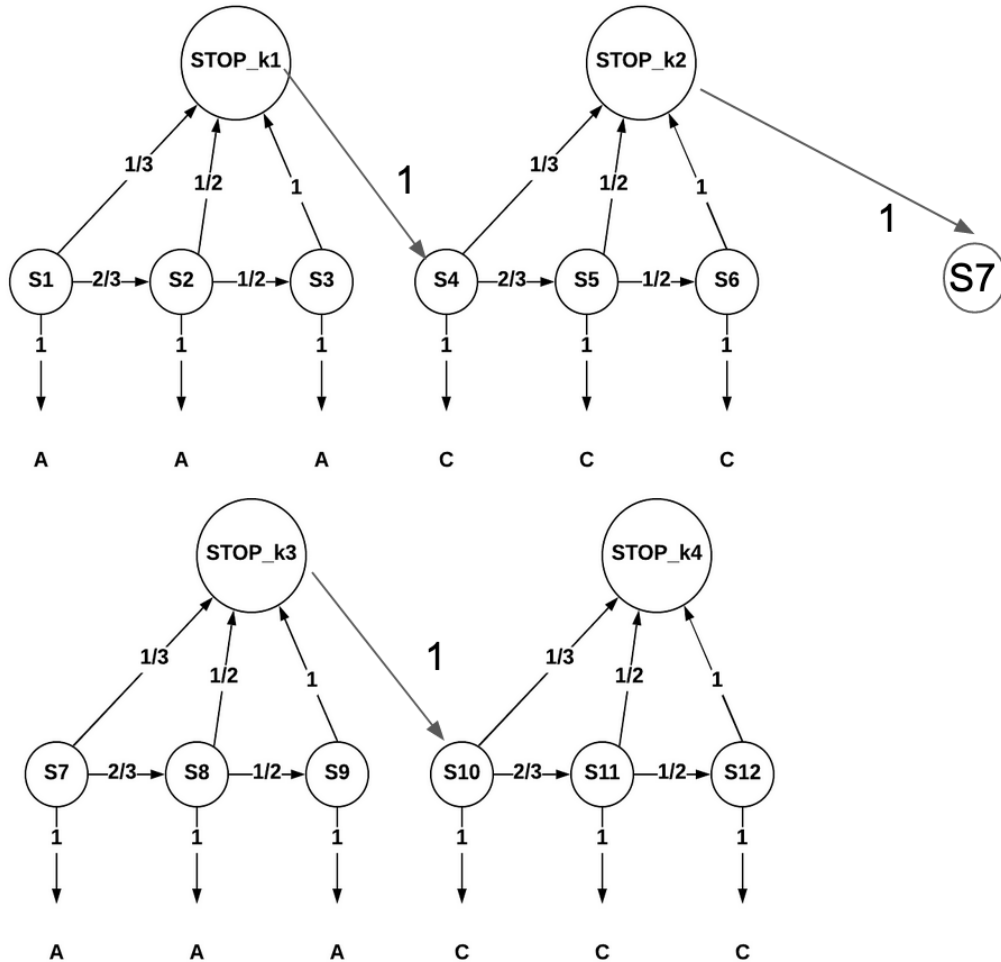 STOP_k1 STOP_k2
1/3 1/2 1 1 1/3 1/2 1 1
S1 2/3 S2 1/2 S3 S4 2/3 S5 1/2 S6 S7
1 1 1 1 1 1
A A A C C C
STOP_k3 STOP_k4
1/3 1/2 1 1 1/3 1/2 1
S7 2/3 S8 1/2 S9 S10 2/3 S11 1/2 S12
1 1 1 1 1 1
A A A C C C